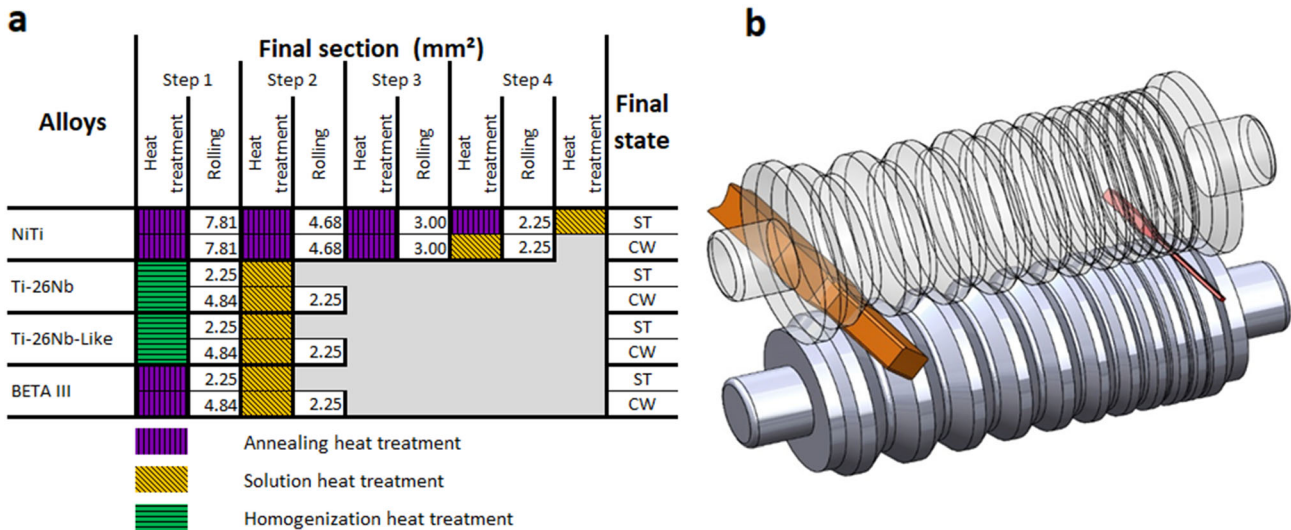 a
b
Final section (mm²)
Step 1 Step 2 Step 3 Step 4
Alloys
Final
state
Heat
treatment
Rolling
Heat
treatment
Rolling
Heat
treatment
Rolling
Heat
treatment
Rolling
Heat
treatment
NiTi
7.81 4.68 3.00 2.25 ST
7.81 4.68 3.00 2.25 CW
Ti-26Nb
2.25 ST
4.84 2.25 CW
Ti-26Nb-Like
2.25 ST
4.84 2.25 CW
BETA III
2.25 ST
4.84 2.25 CW
Annealing heat treatment
Solution heat treatment
Homogenization heat treatment